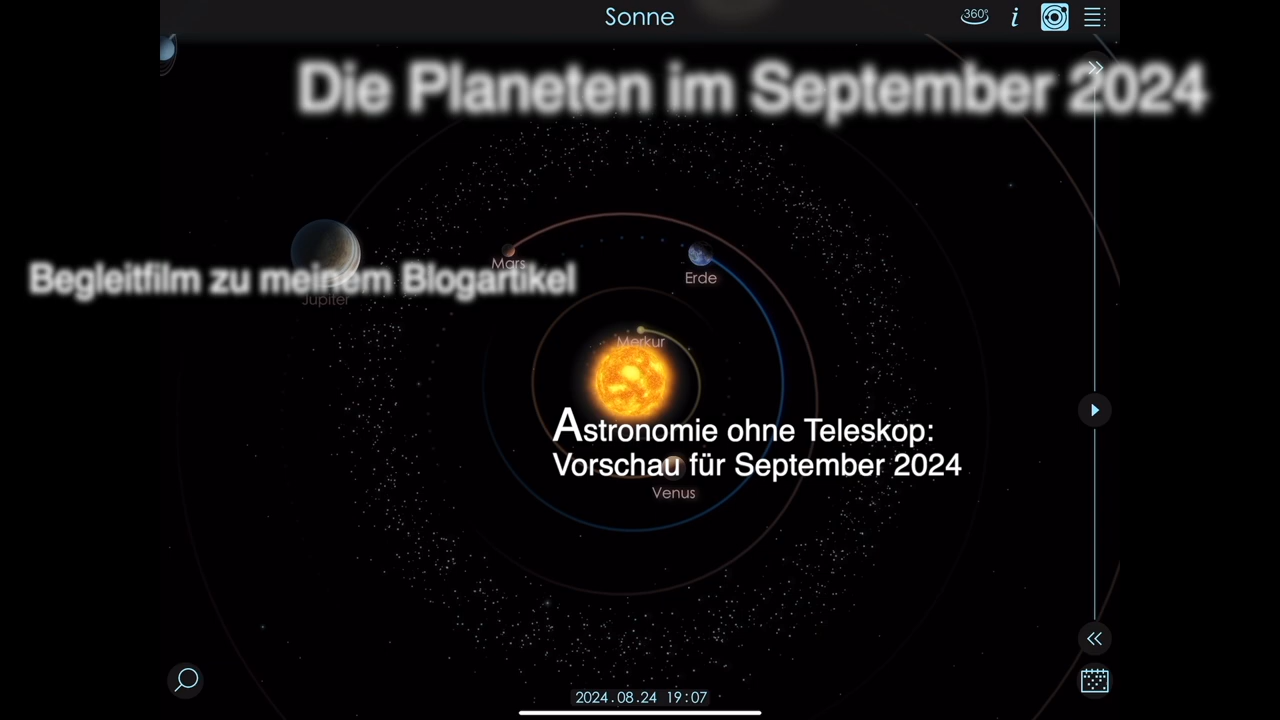 Sonne
360°
Die Planeten im September 2024
Mars
Erde
Begleitfilm zu meinem Blogartikel
Jupiter
Merkur
Astronomie ohne Teleskop:
Vorschau für September 2024
Venus
2024.08.24 19:07